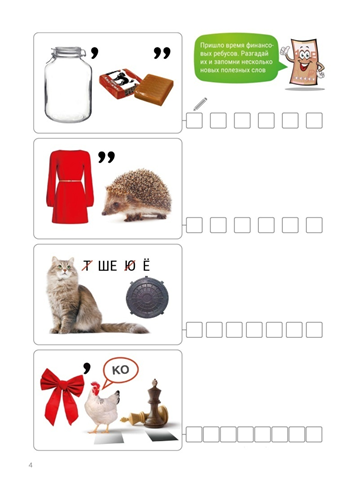 Пришло время финансо-
вых ребусов. Разгадай
их и запомни несколько
новых полезных слов
, ,,
,,
Т ШЕ Ю Ё
,
КО
4